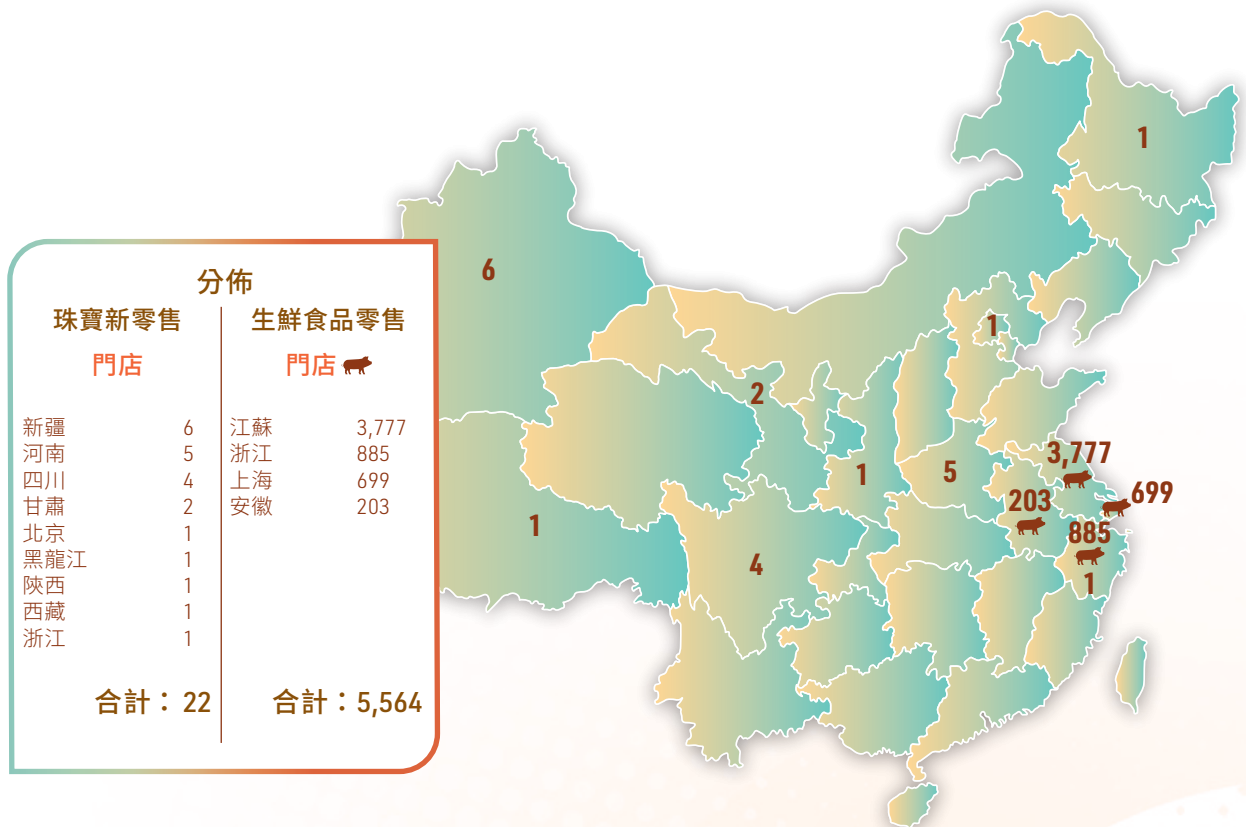 分佈
珠寶新零售
門店
新疆 6
河南 5
四川 4
甘肅 2
北京 1
黑龍江 1
陝西 1
西藏 1
浙江 1
合計：22
生鮮食品零售
門店
江蘇 3,777
浙江 885
上海 699
安徽 203
合計：5,564
1
6
1
2
3,777
1
5
203
699
1
885
4
1